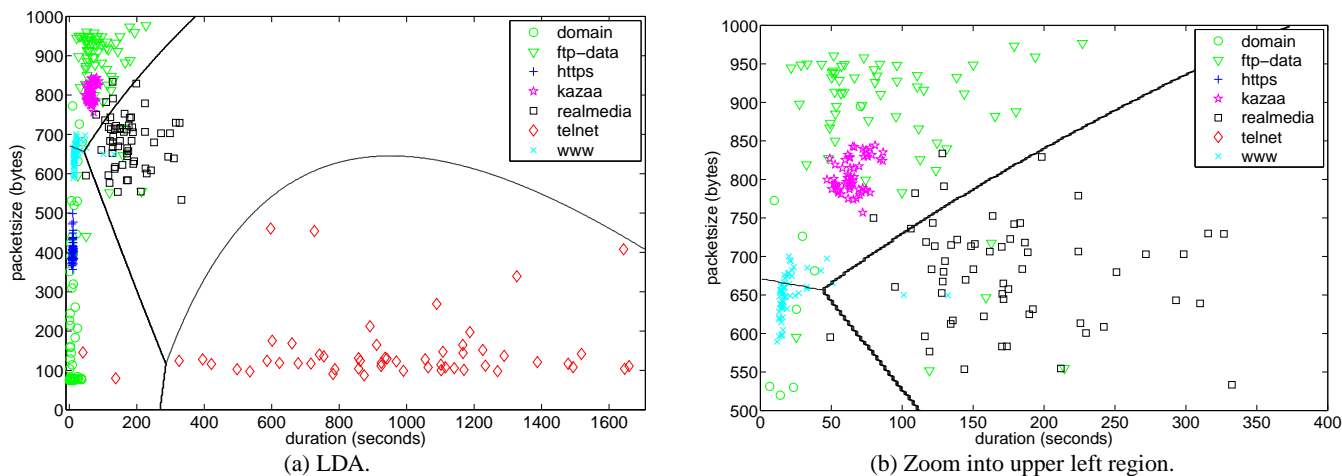 1000
900
800
700
600
500
400
300
200
100
0
packetsize (bytes)
0 200 400 600 800 1000 1200 1400 1600
duration (seconds)
domain
ftp−data
https
kazaa
realmedia
telnet
www
(a) LDA.
1000
950
900
850
800
750
700
650
600
550
500
packetsize (bytes)
0 50 100 150 200 250 300 350 400
duration (seconds)
domain
ftp−data
https
kazaa
realmedia
telnet
www
(b) Zoom into upper left region.